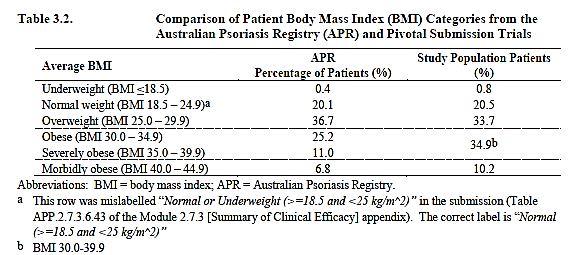 Table 3.2. Comparison of Patient Body Mass Index (BMI) Categories from the
Australian Psoriasis Registry (APR) and Pivotal Submission Trials
Average BMI APR Percentage of Patients (%) Study Population Patients (%)
Underweight (BMI ≤18.5) 0.4 0.8
Normal weight (BMI 18.5 – 24.9)a 20.1 20.5
Overweight (BMI 25.0 – 29.9) 36.7 33.7
Obese (BMI 30.0 – 34.9) 25.2 34.9b
Severely obese (BMI 35.0 – 39.9) 11.0
Morbidly obese (BMI 40.0 – 44.9) 6.8 10.2
Abbreviations: BMI = body mass index; APR = Australian Psoriasis Registry.
a This row was mislabelled “Normal or Underweight (>=18.5 and <25 kg/m^2)” in the submission (Table
APP.2.7.3.6.43 of the Module 2.7.3 [Summary of Clinical Efficacy] appendix). The correct label is “Normal
(>=18.5 and <25 kg/m^2)”
b BMI 30.0-39.9